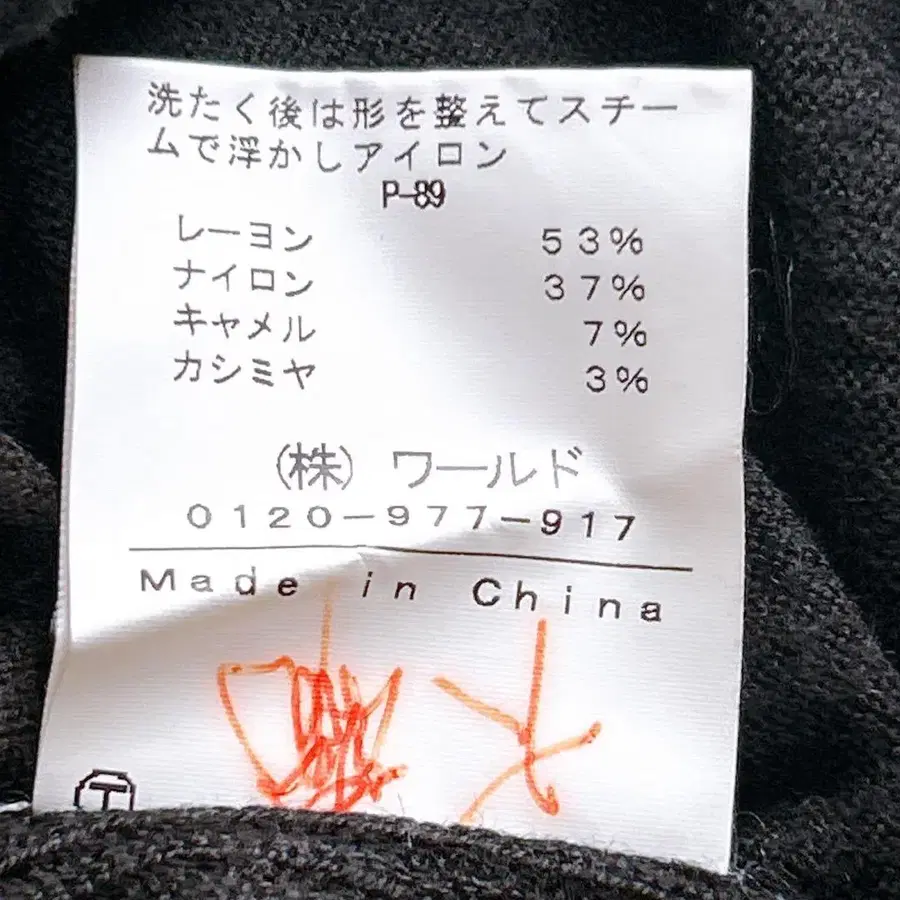 洗たく後は形を整えてスチー
ムで浮かしアイロン
P-89
レーヨン 53%
ナイロン 37%
キャメル 7%
カシミヤ 3%
(株) ワールド
0120-977-917
Made in China
T